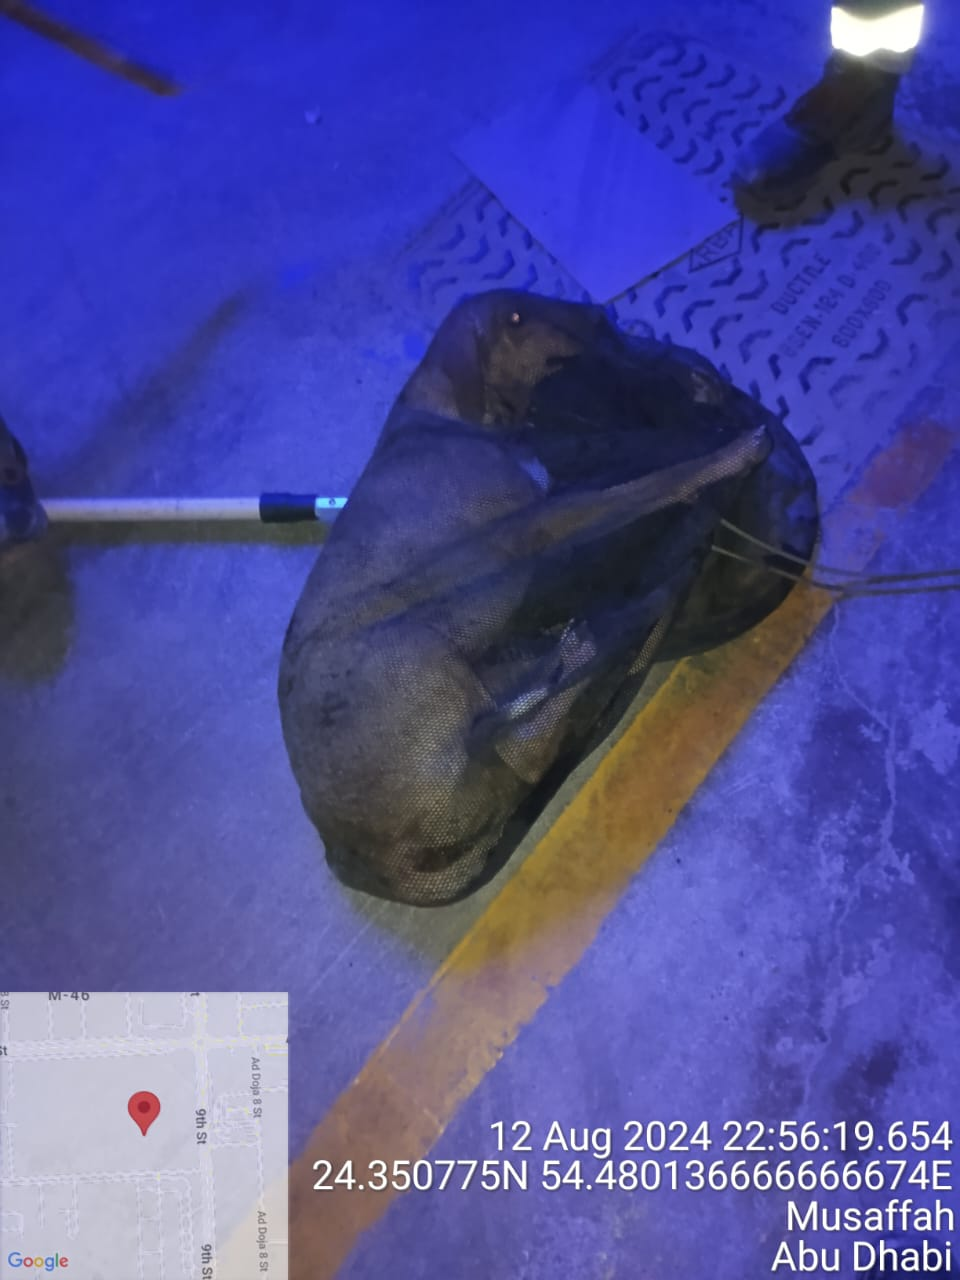 RBA
DUCTILE
600X600
M-46
Ad Doja 8 St
9th St
Ad Doja 8 St
9th St
Google
12 Aug 2024 22:56:19.654
24.350775N 54.480136666666674E
Musaffah
Abu Dhabi